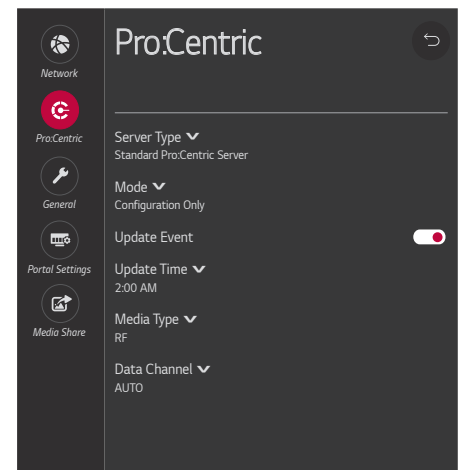 Pro:Centric
Network
Pro:Centric
General
Portal Settings
Media Share
Server Type
Standard Pro:Centric Server
Mode
Configuration Only
Update Event
Update Time
2:00 AM
Media Type
RF
Data Channel
AUTO